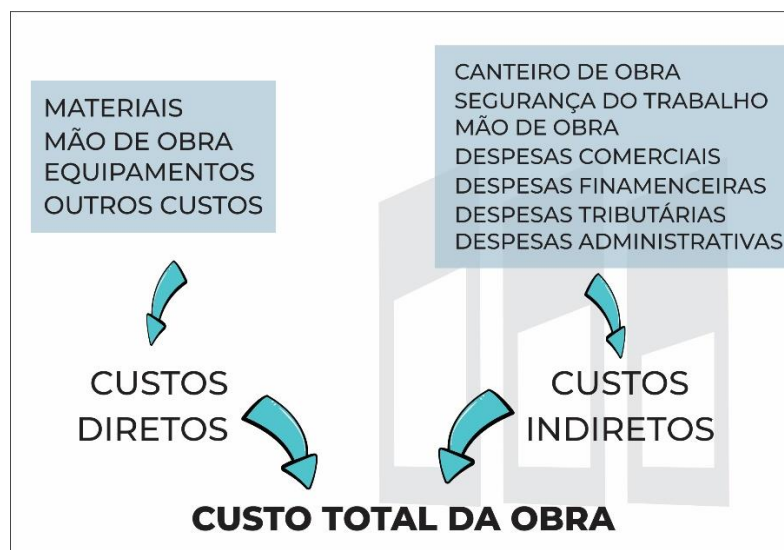 MATERIAIS
MÃO DE OBRA
EQUIPAMENTOS
OUTROS CUSTOS
CANTEIRO DE OBRA
SEGURANÇA DO TRABALHO
MÃO DE OBRA
DESPESAS COMERCIAIS
DESPESAS FINAMENCEIRAS
DESPESAS TRIBUTÁRIAS
DESPESAS ADMINISTRATIVAS
CUSTOS
DIRETOS
CUSTOS
INDIRETOS
CUSTO TOTAL DA OBRA